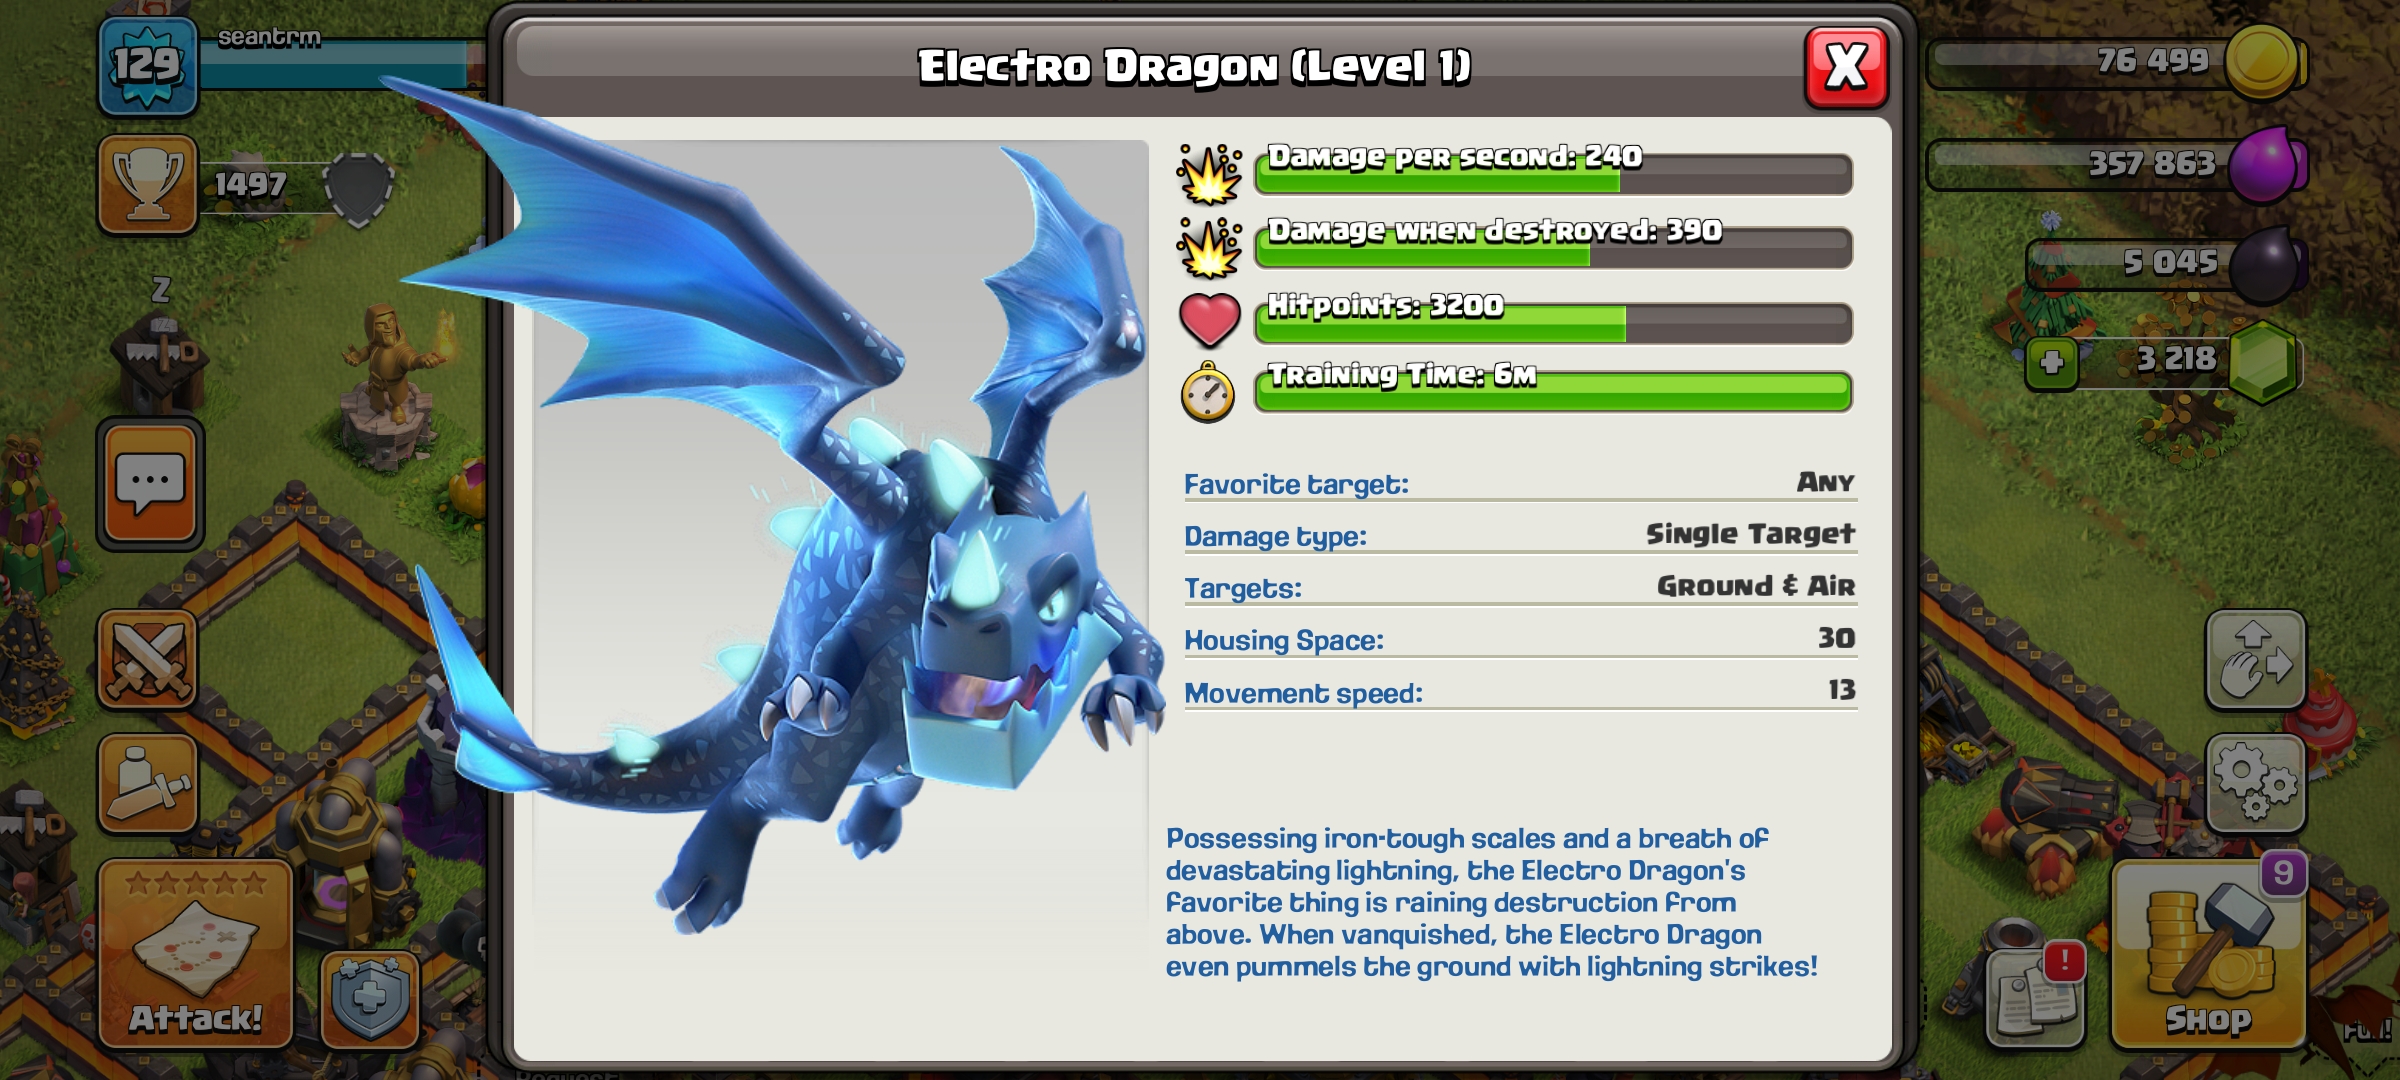 129
seantrm
Electro Dragon (Level 1)
X
76 499
1497
357 863
5 045
3 218
Z
Damage per second: 240
Damage when destroyed: 390
Hitpoints: 3200
Training Time: 6m
Favorite target: Any
Damage type: Single Target
Targets: Ground & Air
Housing Space: 30
Movement speed: 13
Possessing iron-tough scales and a breath of
devastating lightning, the Electro Dragon's
favorite thing is raining destruction from
above. When vanquished, the Electro Dragon
even pummels the ground with lightning strikes!
Attack!
9
!
Shop
Full!
Request